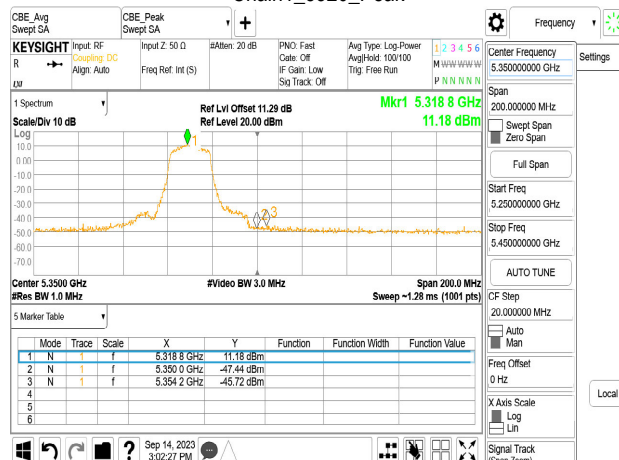 CBE_Avg
Swept SA
CBE_Peak
Swept SA
Frequency
KEYSIGHT
Input: RF
Input Z: 50 Ω
#Atten: 20 dB
PNO: Fast
Avg Type: Log-Power
1 2 3 4 5 6
R
Coupling: DC
Gate: Off
Avg|Hold: 100/100
M W W W W W
Align: Auto
Freq Ref: Int (S)
IF Gain: Low
Trig: Free Run
Sig Track: Off
P N N N N N
Center Frequency
5.350000000 GHz
Settings
Span
200.000000 MHz
Swept Span
Zero Span
Full Span
Start Freq
5.250000000 GHz
Stop Freq
5.450000000 GHz
AUTO TUNE
CF Step
20.000000 MHz
Auto
Man
Freq Offset
0 Hz
X Axis Scale
Log
Lin
Local
Signal Track
(Span Zoom)
1 Spectrum
Ref Lvl Offset 11.29 dB
Mkr1 5.318 8 GHz
Scale/Div 10 dB
Ref Level 20.00 dBm
11.18 dBm
Log
10.0
0.00
-10.0
-20.0
-30.0
-40.0
-50.0
-60.0
-70.0
1
2
3
Center 5.3500 GHz
#Video BW 3.0 MHz
Span 200.0 MHz
#Res BW 1.0 MHz
Sweep ~1.28 ms (1001 pts)
5 Marker Table
Mode Trace Scale X Y Function Function Width Function Value
1 N 1 f 5.318 8 GHz 11.18 dBm
2 N 1 f 5.350 0 GHz -47.44 dBm
3 N 1 f 5.354 2 GHz -45.72 dBm
4
5
6
?
Sep 14, 2023
3:02:27 PM